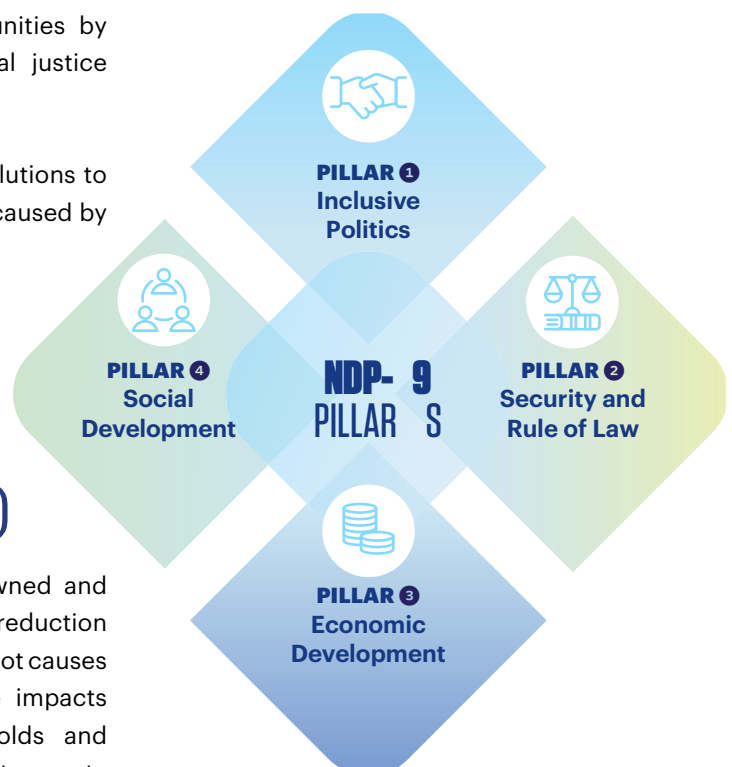 unities by
al justice
lutions to
caused by
wned and
reduction
ot causes
impacts
olds and
PILLAR 1
Inclusive
Politics
PILLAR 4
Social
Development
NDP- 9
PILLAR S
PILLAR 2
Security and
Rule of Law
PILLAR 3
Economic
Development